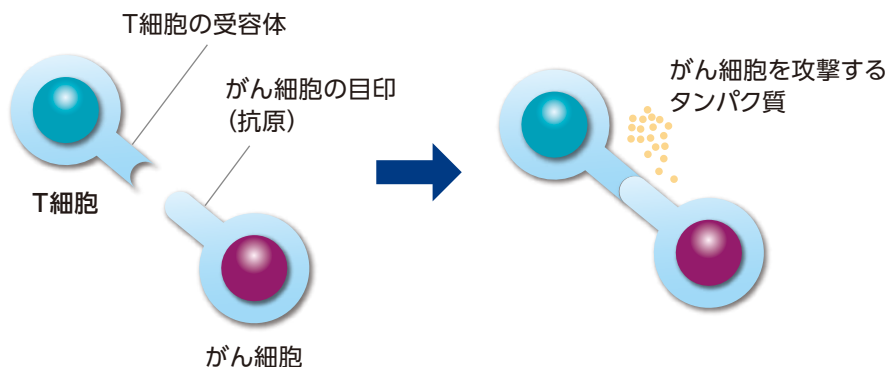 T細胞の受容体
がん細胞の目印
（抗原）
T細胞
がん細胞
がん細胞を攻撃する
タンパク質